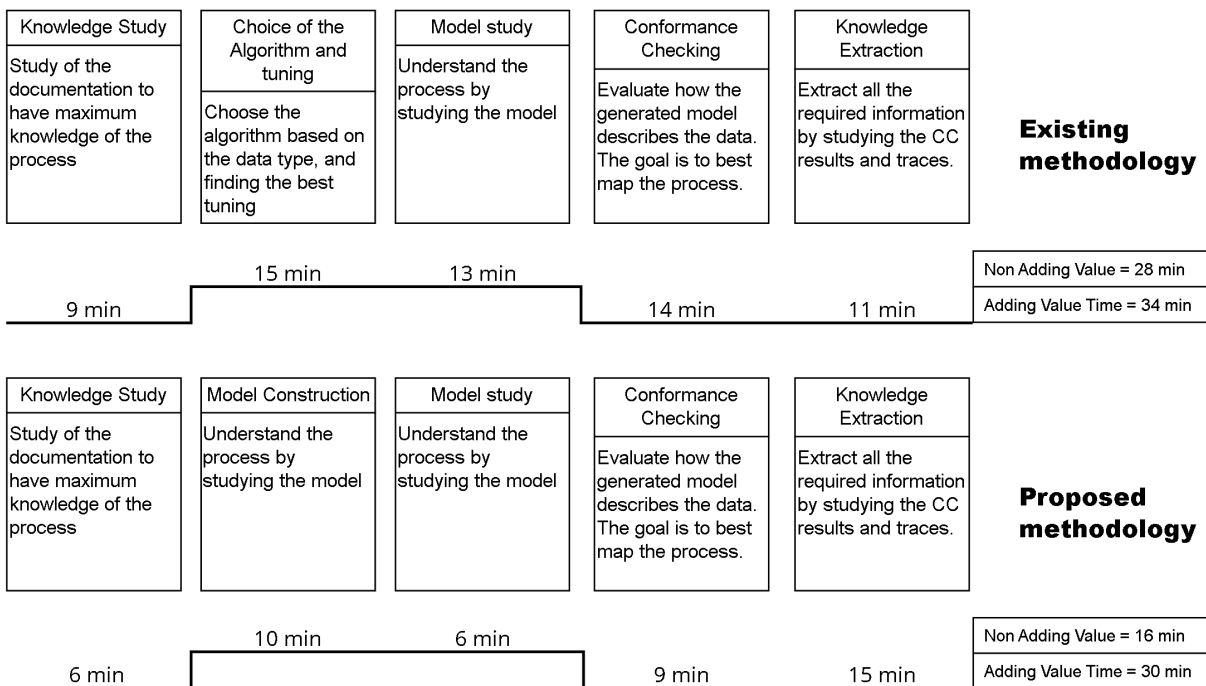 Knowledge Study
Study of the
documentation to
have maximum
knowledge of the
process
Choice of the
Algorithm and
tuning
Choose the
algorithm based on
the data type, and
finding the best
tuning
Model study
Understand the
process by
studying the model
Conformance
Checking
Evaluate how the
generated model
describes the data.
The goal is to best
map the process.
Knowledge
Extraction
Extract all the
required information
by studying the CC
results and traces.
Existing
methodology
9 min
15 min
13 min
14 min
11 min
Non Adding Value = 28 min
Adding Value Time = 34 min
Knowledge Study
Study of the
documentation to
have maximum
knowledge of the
process
Model Construction
Understand the
process by
studying the model
Model study
Understand the
process by
studying the model
Conformance
Checking
Evaluate how the
generated model
describes the data.
The goal is to best
map the process.
Knowledge
Extraction
Extract all the
required information
by studying the CC
results and traces.
Proposed
methodology
6 min
10 min
6 min
9 min
15 min
Non Adding Value = 16 min
Adding Value Time = 30 min